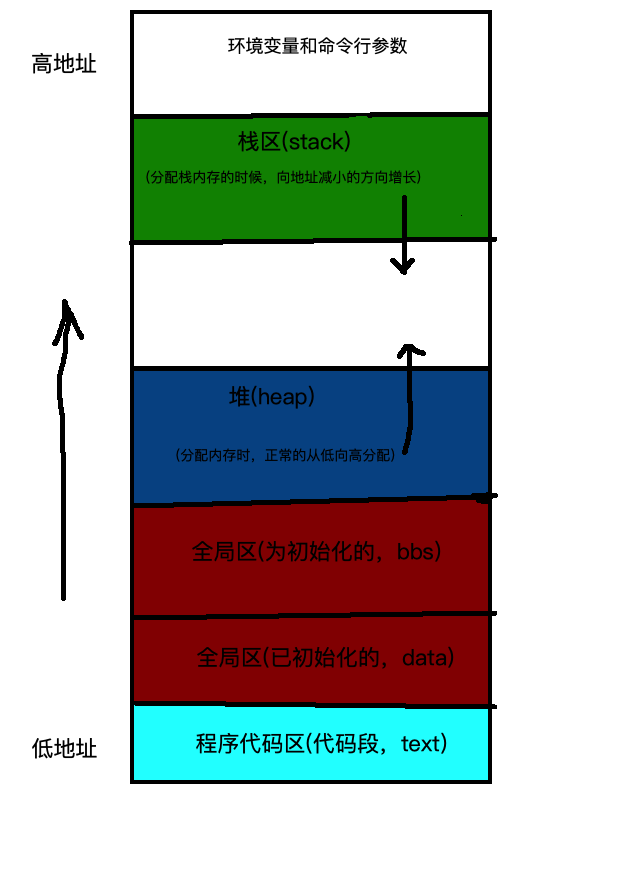 环境变量和命令行参数
高地址
栈区(stack)
(分配栈内存的时候，向地址减小的方向增长)
堆(heap)
(分配内存时，正常的从低向高分配)
全局区(为初始化的，bbs)
全局区(已初始化的，data)
程序代码区(代码段，text)
低地址